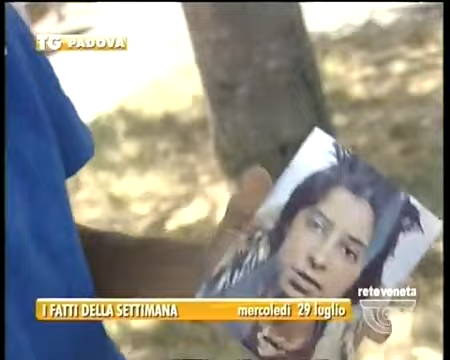 TG PADOVA
reteveneta
I FATTI DELLA SETTIMANA
mercoledì 29 luglio